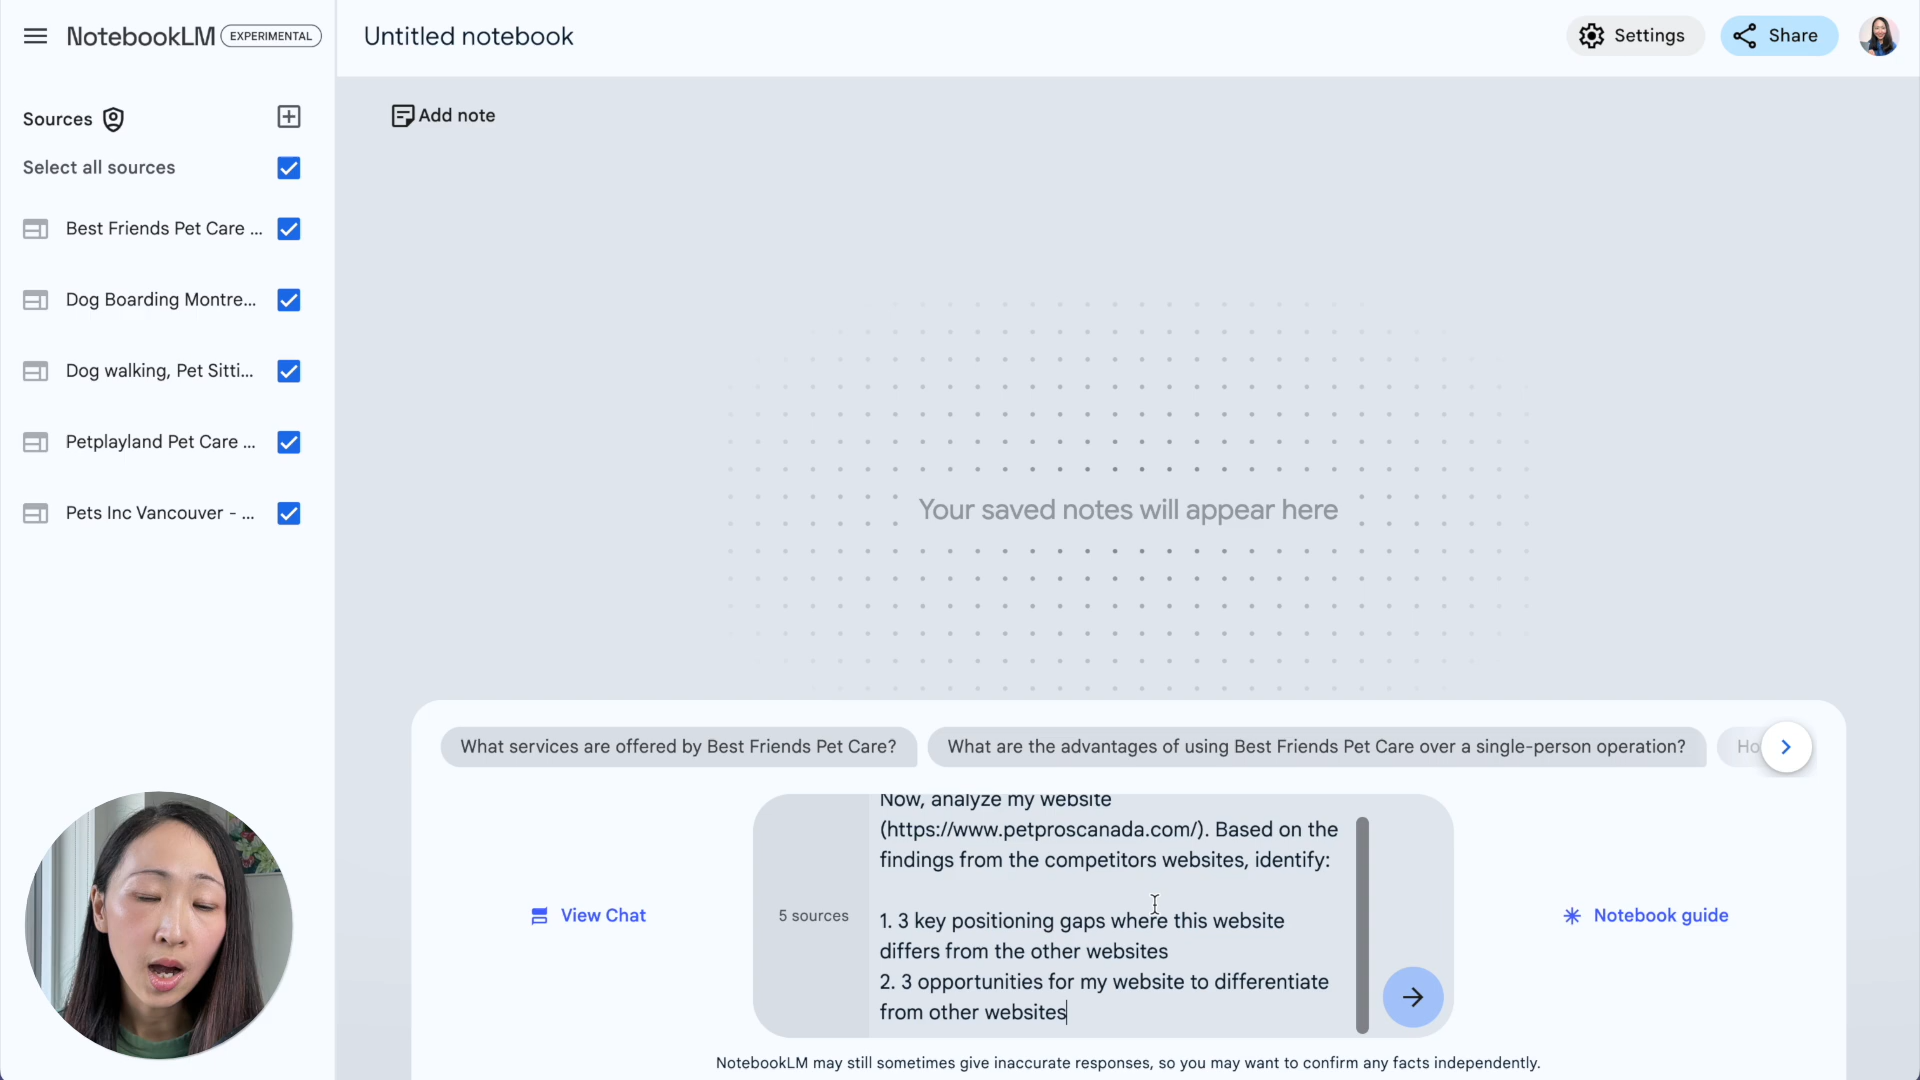 NotebookLM EXPERIMENTAL
Untitled notebook
Settings
Share
Sources
Select all sources
Best Friends Pet Care ...
Dog Boarding Montre...
Dog walking, Pet Sitti...
Petplayland Pet Care ...
Pets Inc Vancouver - ...
Add note
Your saved notes will appear here
What services are offered by Best Friends Pet Care?
What are the advantages of using Best Friends Pet Care over a single-person operation?
Ho
View Chat
5 sources
Now, analyze my website
(https://www.petproscanada.com/). Based on the
findings from the competitors websites, identify:
1. 3 key positioning gaps where this website
differs from the other websites
2. 3 opportunities for my website to differentiate
from other websites
Notebook guide
NotebookLM may still sometimes give inaccurate responses, so you may want to confirm any facts independently.